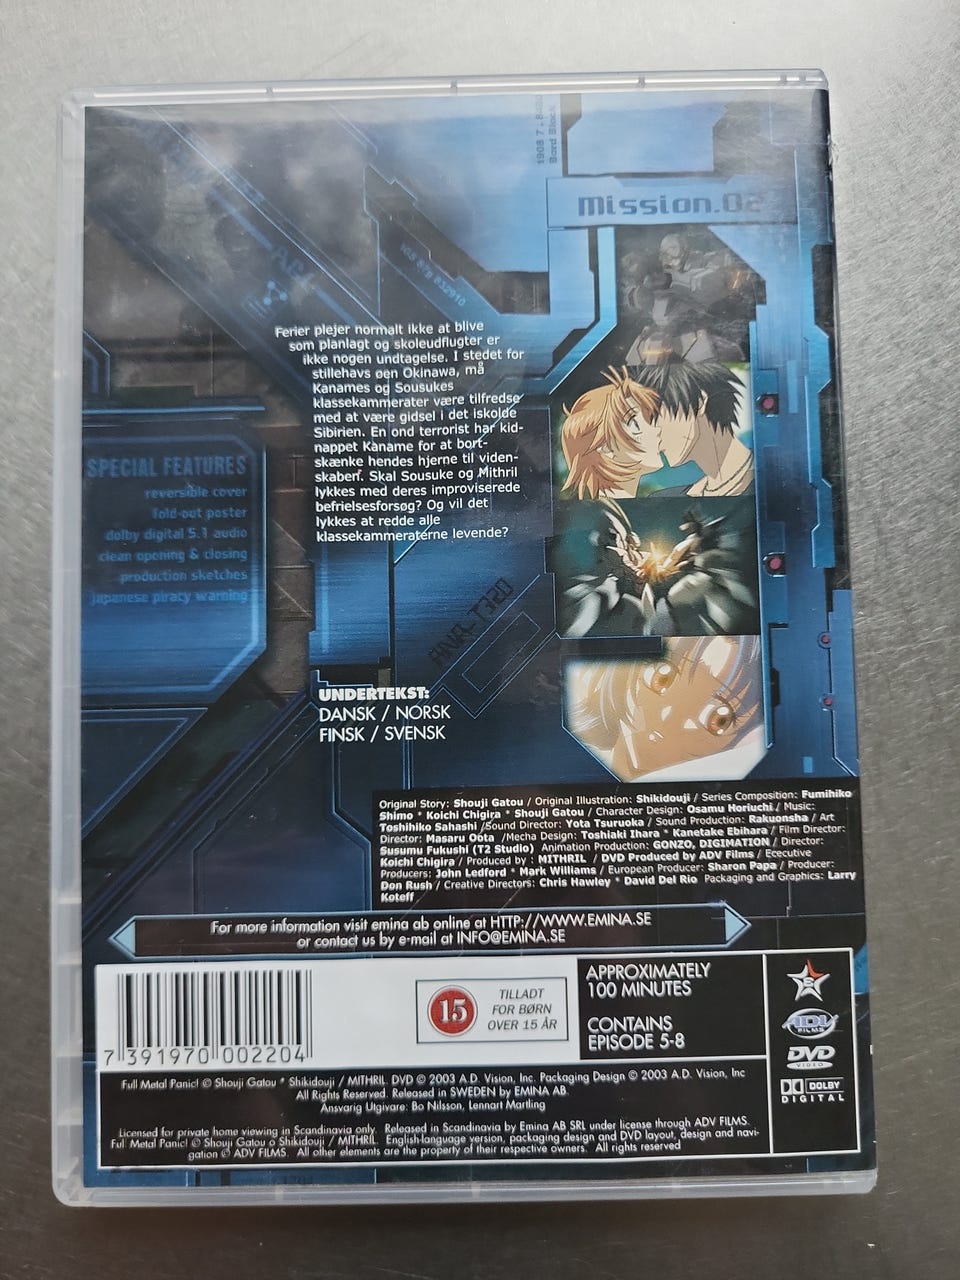 1908 7 . 8480
Bord Block
Mission.02
V65 878 832910
Ferier plejer normalt ikke at blive
som planlagt og skoleudflugter er
ikke nogen undtagelse. I stedet for
stillehavs øen Okinawa, må
Kanames og Sousukes
klassekammerater være tilfredse
med at være gidsel i det iskolde
Sibirien. En ond terrorist har kid-
nappet Kaname for at bort-
skænke hendes hjerne til viden-
skaben. Skal Sousuke og Mithril
lykkes med deres improviserede
befrielsesforsøg? Og vil det
lykkes at redde alle
klassekammeraterne levende?
SPECIAL FEATURES
reversible cover
fold-out poster
dolby digital 5.1 audio
clean opening & closing
production sketches
japanese piracy warning
UNDERTEKST:
DANSK / NORSK
FINSK / SVENSK
Original Story: Shouji Gatou / Original Illustration: Shikidouji / Series Composition: Fumihiko
Shimo * Koichi Chigira * Shouji Gatou / Character Design: Osamu Horiuchi / Music:
Toshihiko Sahashi /Sound Director: Yota Tsuruoka / Sound Production: Rakuonsha / Art
Director: Masaru Oota /Mecha Design: Toshiaki Ihara * Kanetake Ebihara / Film Director:
Susumu Fukushi (T2 Studio) Animation Production: GONZO, DIGIMATION / Director:
Koichi Chigira / Produced by : MITHRIL / DVD Produced by ADV Films / Ececutive
Producers: John Ledford * Mark Williams / European Producer: Sharon Papa / Producer:
Don Rush / Creative Directors: Chris Hawley * David Del Rio Packaging and Graphics: Larry
Koteff
For more information visit emina ab online at HTTP://WWW.EMINA.SE
or contact us by e-mail at INFO@EMINA.SE
7 391970 002204
15
TILLADT
FOR BØRN
OVER 15 ÅR
APPROXIMATELY
100 MINUTES
CONTAINS
EPISODE 5-8
ADV
FILMS
DVD
VIDEO
DOLBY
DIGITAL
Full Metal Panic! © Shouji Gatou * Shikidouji / MITHRIL. DVD © 2003 A.D. Vision, Inc. Packaging Design © 2003 A.D. Vision, Inc
All Rights Reserved. Released in SWEDEN by EMINA AB.
Ansvarig Utgivare: Bo Nilsson, Lennart Martling
Licensed for private home viewing in Scandinavia only. Released in Scandinavia by Emina AB SRL under license through ADV FILMS.
Full Metal Panic! © Shouji Gatou o Shikidouji / MITHRIL. English-language version, packaging design and DVD layout, design and navi-
gation © ADV FILMS. All other elements are the property of their respective owners. All rights reserved